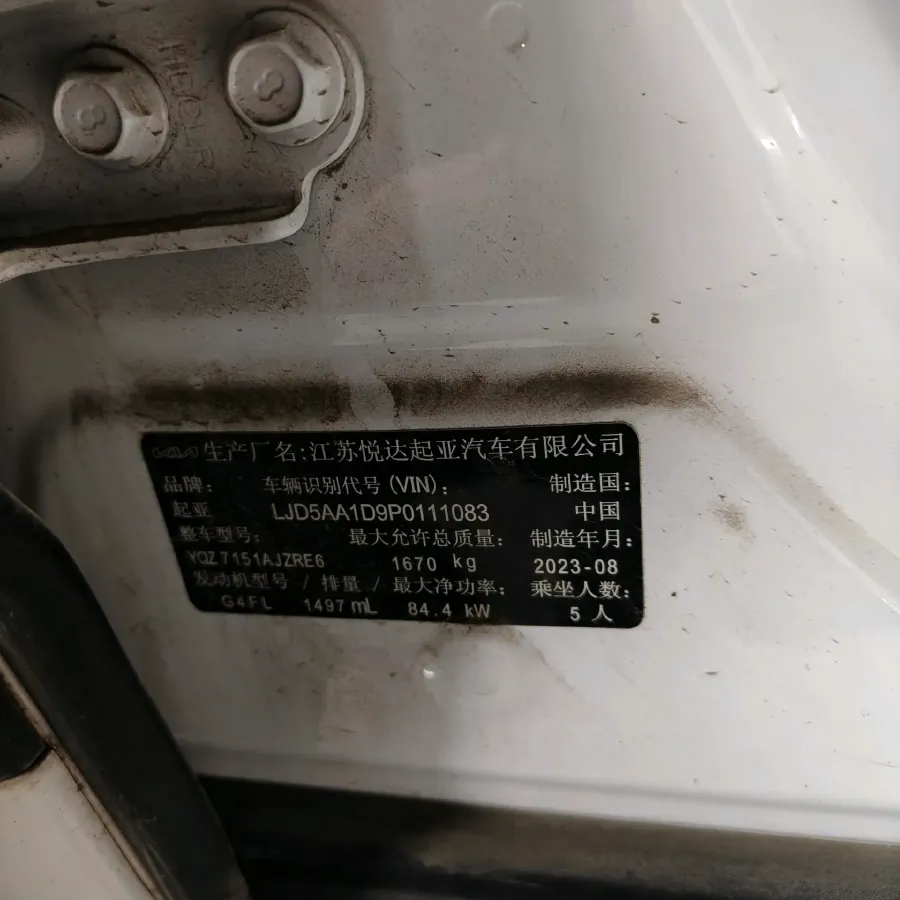 8
8
KIA 生产厂名:江苏悦达起亚汽车有限公司
品牌: 车辆识别代号(VIN): 制造国:
起亚 LJD5AA1D9P0111083 中国
整车型号: 最大允许总质量: 制造年月:
YQZ7151AJZRE6 1670 kg 2023-08
发动机型号 / 排量 / 最大净功率: 乘坐人数:
G4FL 1497 mL 84.4 kW 5 人